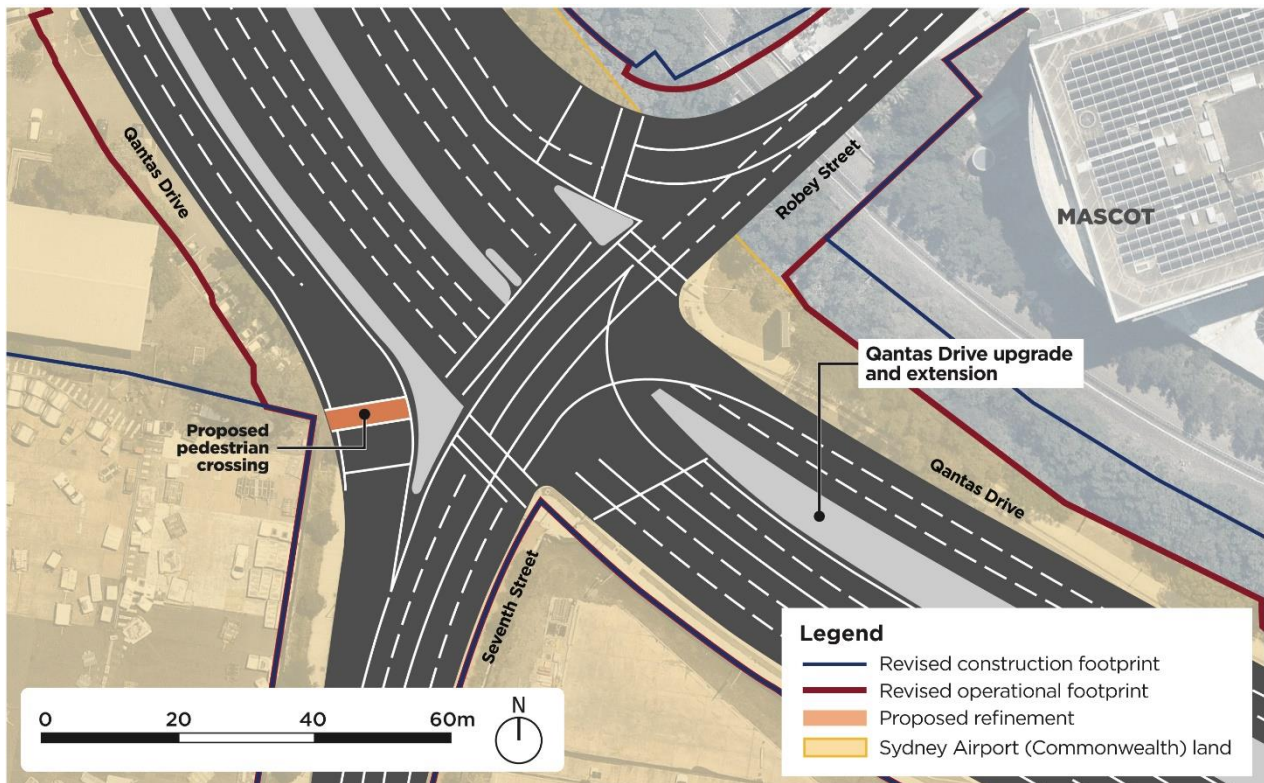 Qantas Drive
Robey Street
MASCOT
Qantas Drive upgrade
and extension
Proposed
pedestrian
crossing
Qantas Drive
Seventh Street
0 20 40 60m
N
Legend
Revised construction footprint
Revised operational footprint
Proposed refinement
Sydney Airport (Commonwealth) land